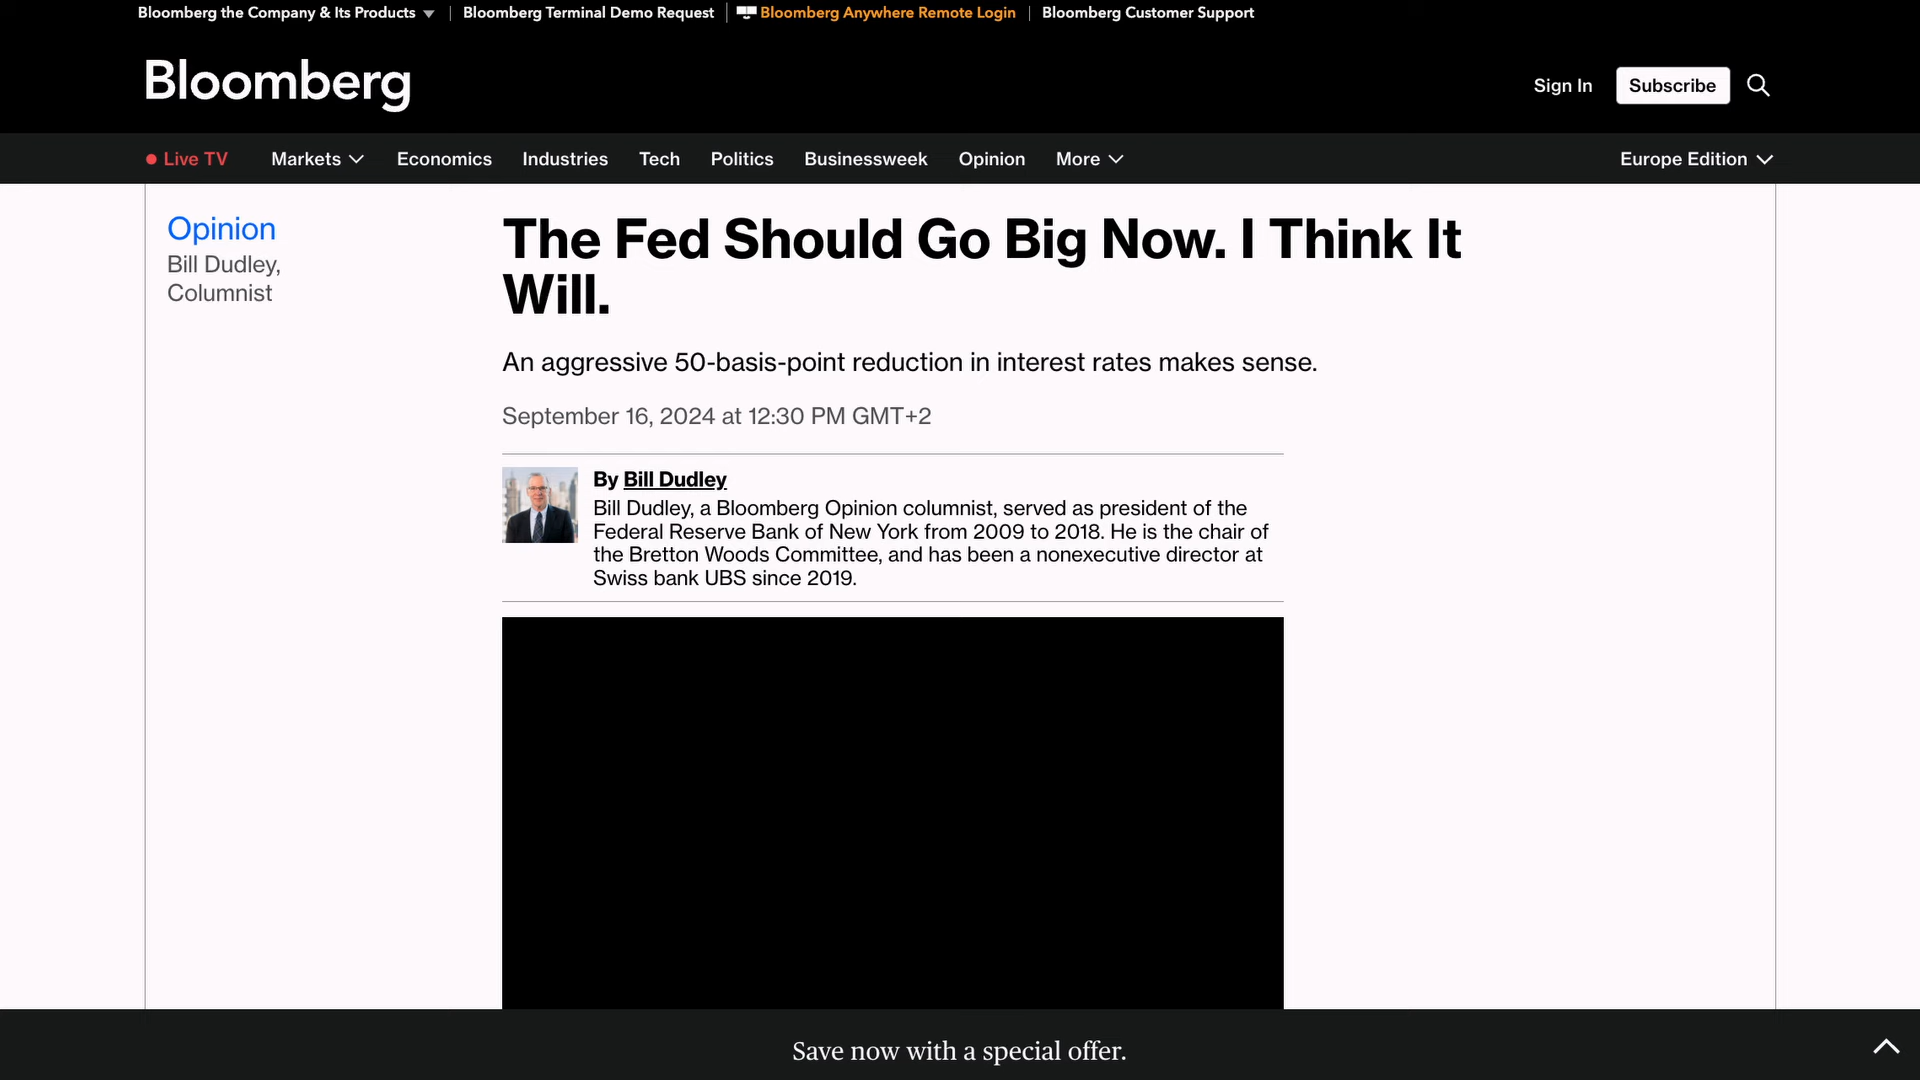 Bloomberg the Company & Its Products
Bloomberg Terminal Demo Request
Bloomberg Anywhere Remote Login
Bloomberg Customer Support
Bloomberg
Sign In
Subscribe
Live TV
Markets
Economics
Industries
Tech
Politics
Businessweek
Opinion
More
Europe Edition
Opinion
Bill Dudley,
Columnist
The Fed Should Go Big Now. I Think It
Will.
An aggressive 50-basis-point reduction in interest rates makes sense.
September 16, 2024 at 12:30 PM GMT+2
By Bill Dudley
Bill Dudley, a Bloomberg Opinion columnist, served as president of the
Federal Reserve Bank of New York from 2009 to 2018. He is the chair of
the Bretton Woods Committee, and has been a nonexecutive director at
Swiss bank UBS since 2019.
Save now with a special offer.